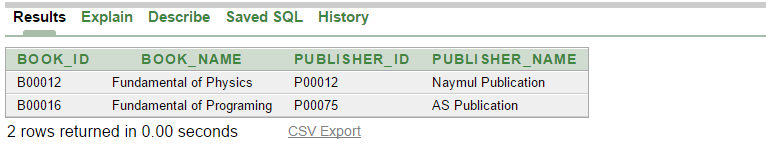 Results Explain Describe Saved SQL History
BOOK_ID BOOK_NAME PUBLISHER_ID PUBLISHER_NAME
B00012 Fundamental of Physics P00012 Naymul Publication
B00016 Fundamental of Programing P00075 AS Publication
2 rows returned in 0.00 seconds CSV Export